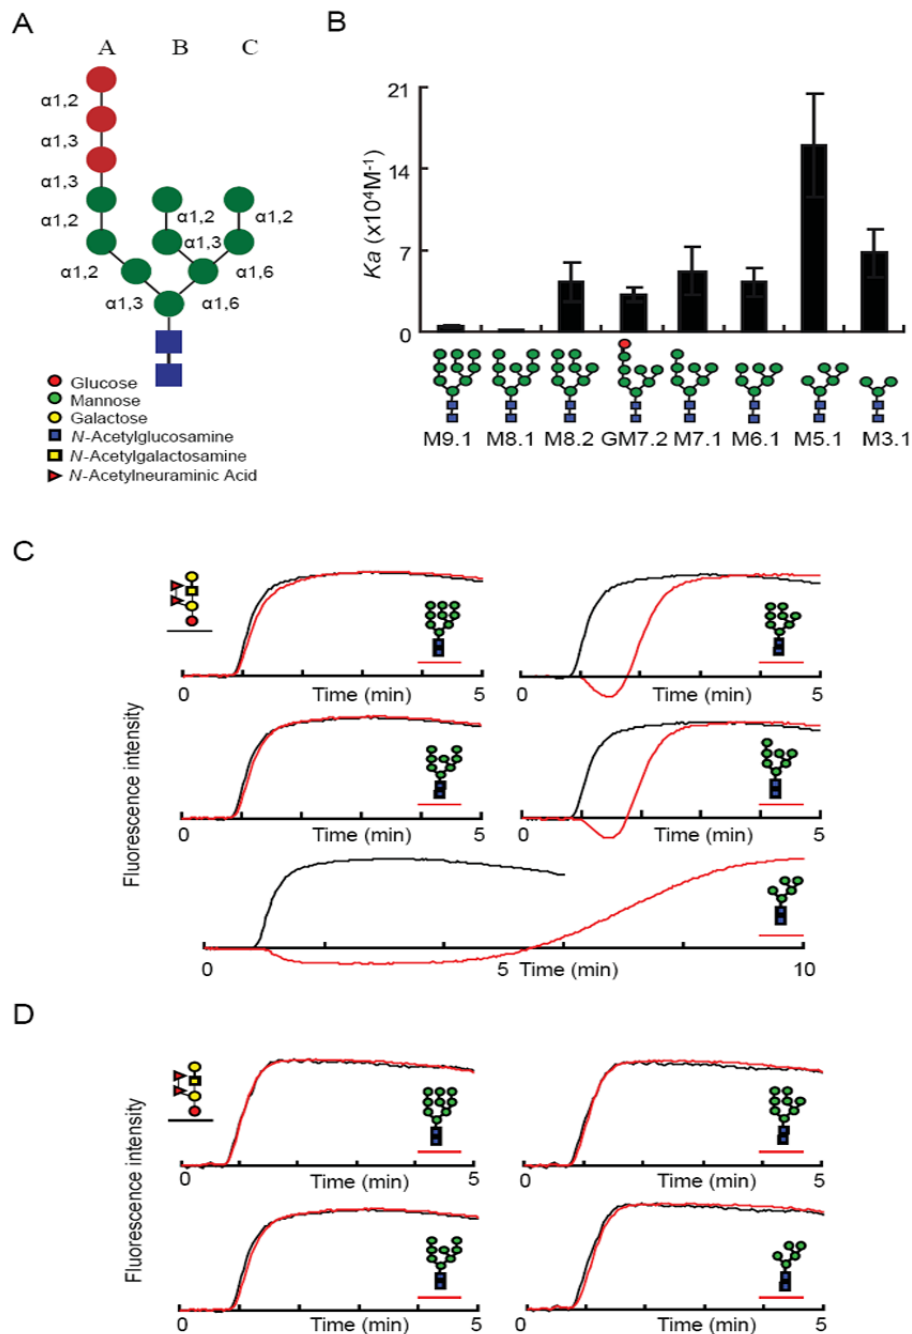 A
A B C
α1,2
α1,3
α1,3
α1,2
α1,2 α1,2
α1,3
α1,2 α1,6
α1,3 α1,6
Glucose
Mannose
Galactose
N-Acetylglucosamine
N-Acetylgalactosamine
N-Acetylneuraminic Acid
B
Ka (x10⁴M⁻¹)
21
14
7
0
M9.1 M8.1 M8.2 GM7.2 M7.1 M6.1 M5.1 M3.1
C
Fluorescence intensity
0 Time (min) 5
0 Time (min) 5
0 Time (min) 5
0 Time (min) 5
0 5 Time (min) 10
D
Fluorescence intensity
0 Time (min) 5
0 Time (min) 5
0 Time (min) 5
0 Time (min) 5